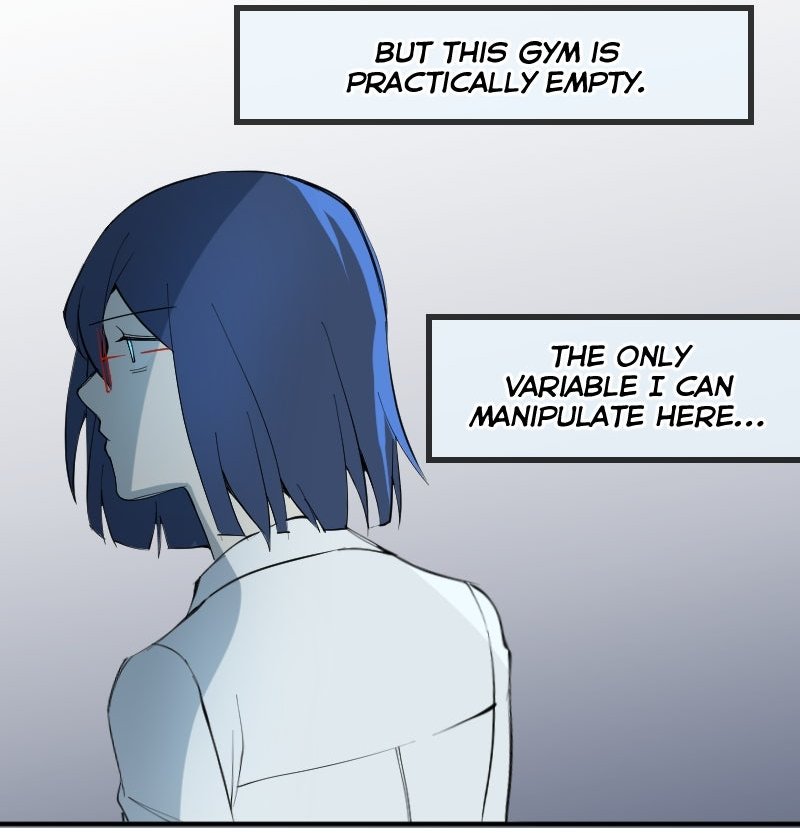 BUT THIS GYM IS
PRACTICALLY EMPTY.
THE ONLY
VARIABLE I CAN
MANIPULATE HERE...